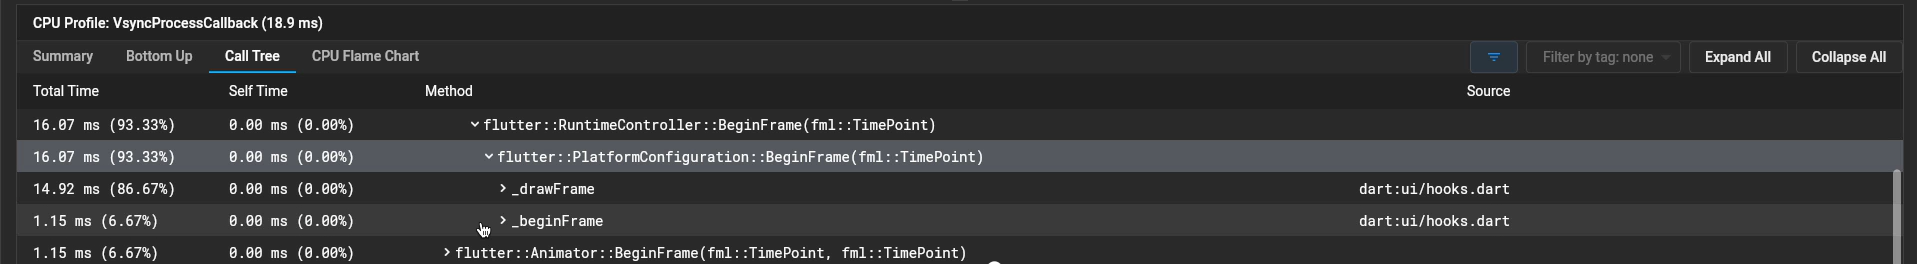 CPU Profile: VsyncProcessCallback (18.9 ms)
Summary Bottom Up Call Tree CPU Flame Chart Filter by tag: none Expand All Collapse All
Total Time Self Time Method Source
16.07 ms (93.33%) 0.00 ms (0.00%) flutter::RuntimeController::BeginFrame(fml::TimePoint)
16.07 ms (93.33%) 0.00 ms (0.00%) flutter::PlatformConfiguration::BeginFrame(fml::TimePoint)
14.92 ms (86.67%) 0.00 ms (0.00%) _drawFrame dart:ui/hooks.dart
1.15 ms (6.67%) 0.00 ms (0.00%) _beginFrame dart:ui/hooks.dart
1.15 ms (6.67%) 0.00 ms (0.00%) flutter::Animator::BeginFrame(fml::TimePoint, fml::TimePoint)